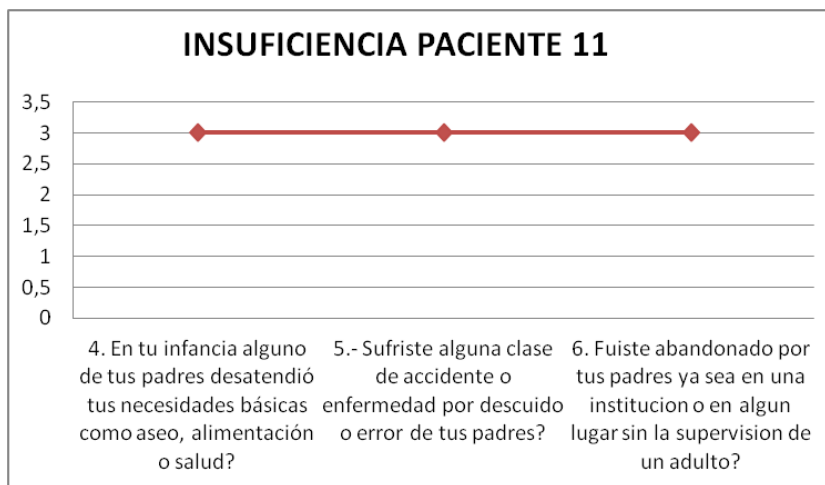 INSUFICIENCIA PACIENTE 11
3,5
3
2,5
2
1,5
1
0,5
0
4. En tu infancia alguno
de tus padres desatendió
tus necesidades básicas
como aseo, alimentación
o salud?
5.- Sufriste alguna clase
de accidente o
enfermedad por descuido
o error de tus padres?
6. Fuiste abandonado por
tus padres ya sea en una
institucion o en algun
lugar sin la supervision de
un adulto?